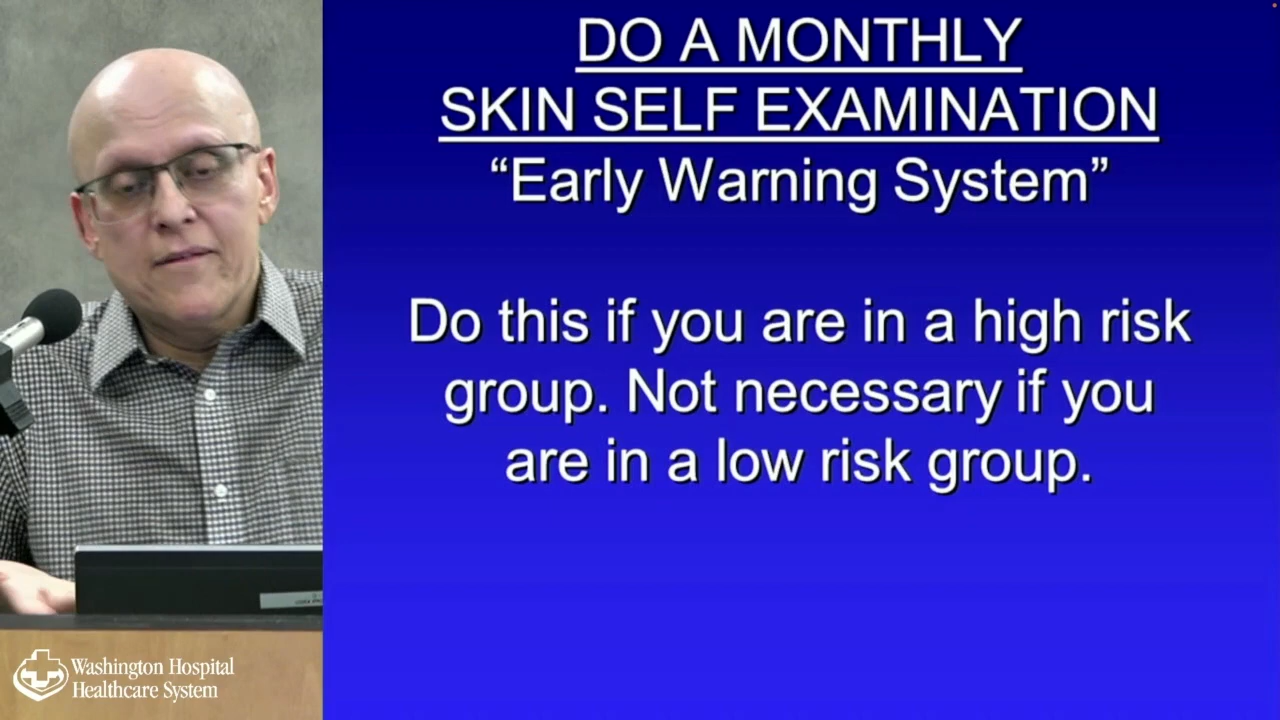 DO A MONTHLY
SKIN SELF EXAMINATION
“Early Warning System”
Do this if you are in a high risk
group. Not necessary if you
are in a low risk group.
Washington Hospital
Healthcare System